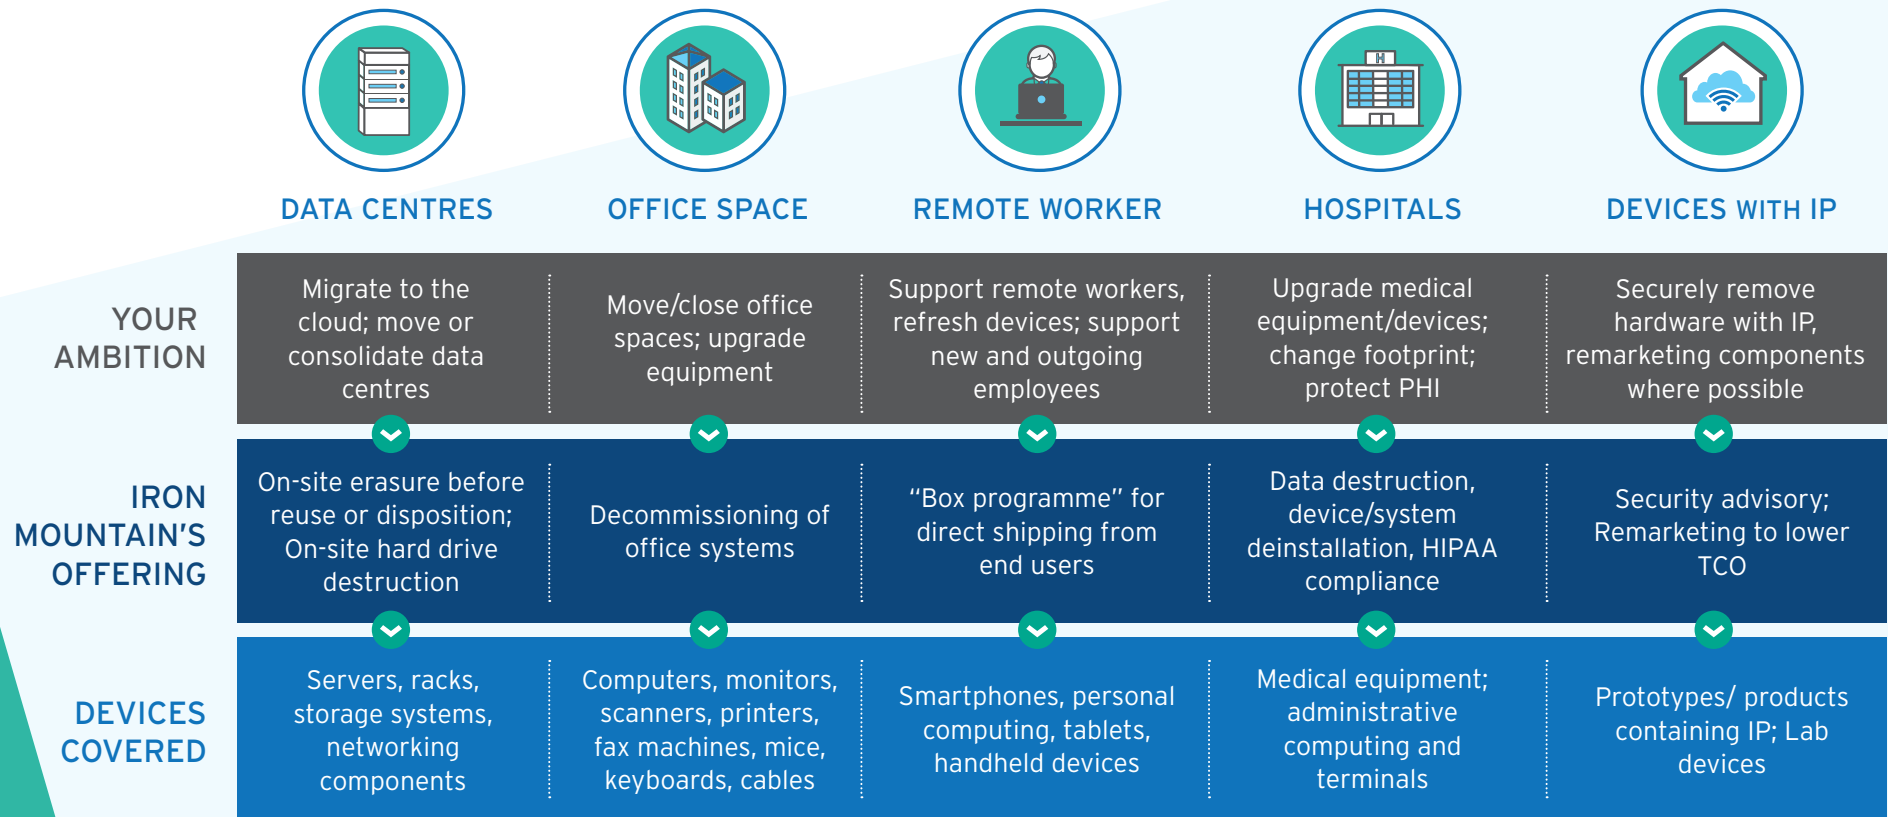 H
DATA CENTRES
OFFICE SPACE
REMOTE WORKER
HOSPITALS
DEVICES WITH IP
YOUR
AMBITION
Migrate to the
cloud; move or
consolidate data
centres
Move/close office
spaces; upgrade
equipment
Support remote workers,
refresh devices; support
new and outgoing
employees
Upgrade medical
equipment/devices;
change footprint;
protect PHI
Securely remove
hardware with IP,
remarketing components
where possible
IRON
MOUNTAIN'S
OFFERING
On-site erasure before
reuse or disposition;
On-site hard drive
destruction
Decommissioning of
office systems
“Box programme” for
direct shipping from
end users
Data destruction,
device/system
deinstallation, HIPAA
compliance
Security advisory;
Remarketing to lower
TCO
DEVICES
COVERED
Servers, racks,
storage systems,
networking
components
Computers, monitors,
scanners, printers,
fax machines, mice,
keyboards, cables
Smartphones, personal
computing, tablets,
handheld devices
Medical equipment;
administrative
computing and
terminals
Prototypes/ products
containing IP; Lab
devices